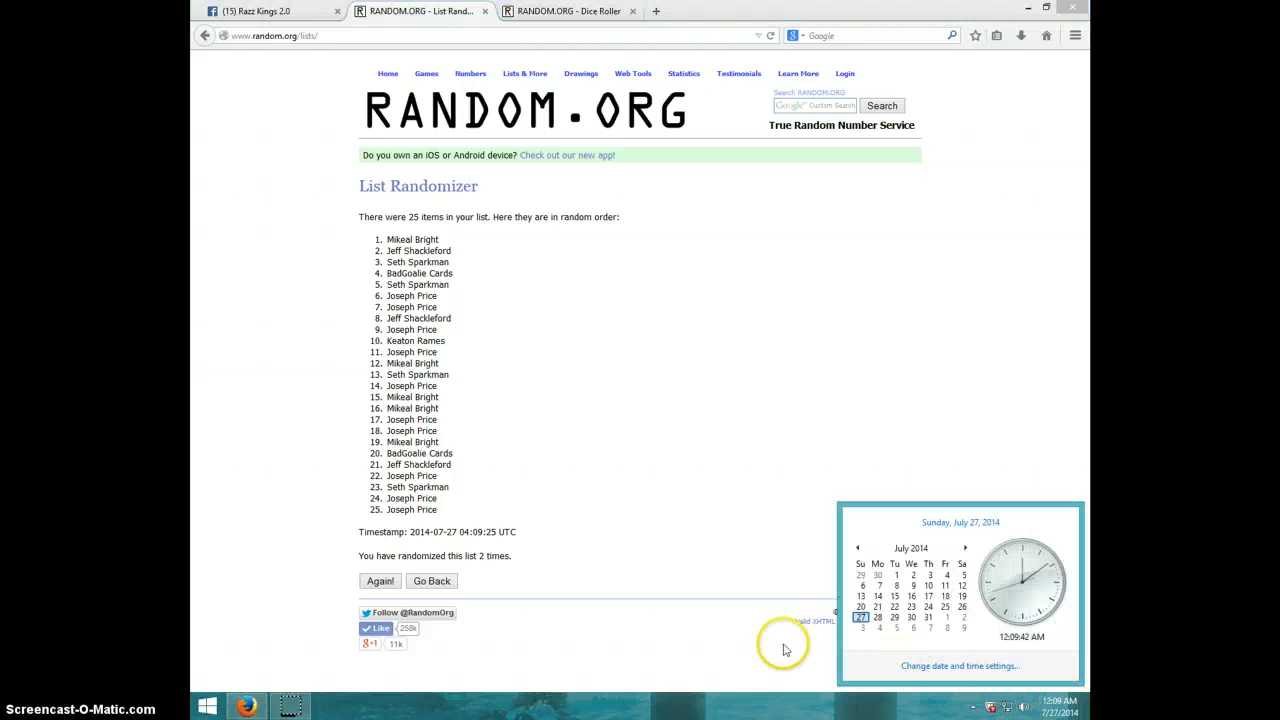 (15) Razz Kings 2.0
RANDOM.ORG - List Rand...
RANDOM.ORG - Dice Roller
www.random.org/lists/
Google
Home Games Numbers Lists & More Drawings Web Tools Statistics Testimonials Learn More Login
RANDOM.ORG
Search RANDOM.ORG
Google™ Custom Search
Search
True Random Number Service
Do you own an iOS or Android device? Check out our new app!
List Randomizer
There were 25 items in your list. Here they are in random order:
1. Mikeal Bright
2. Jeff Shackleford
3. Seth Sparkman
4. BadGoalie Cards
5. Seth Sparkman
6. Joseph Price
7. Joseph Price
8. Jeff Shackleford
9. Joseph Price
10. Keaton Rames
11. Joseph Price
12. Mikeal Bright
13. Seth Sparkman
14. Joseph Price
15. Mikeal Bright
16. Mikeal Bright
17. Joseph Price
18. Joseph Price
19. Mikeal Bright
20. BadGoalie Cards
21. Jeff Shackleford
22. Joseph Price
23. Seth Sparkman
24. Joseph Price
25. Joseph Price
Timestamp: 2014-07-27 04:09:25 UTC
You have randomized this list 2 times.
Again! Go Back
Follow @RandomOrg
Like 258k
g+1 11k
Valid XHTML
Sunday, July 27, 2014
July 2014
Su Mo Tu We Th Fr Sa
29 30 1 2 3 4 5
6 7 8 9 10 11 12
13 14 15 16 17 18 19
20 21 22 23 24 25 26
27 28 29 30 31 1 2
3 4 5 6 7 8 9
12:09:42 AM
Change date and time settings...
12:09 AM
7/27/2014
Screencast-O-Matic.com